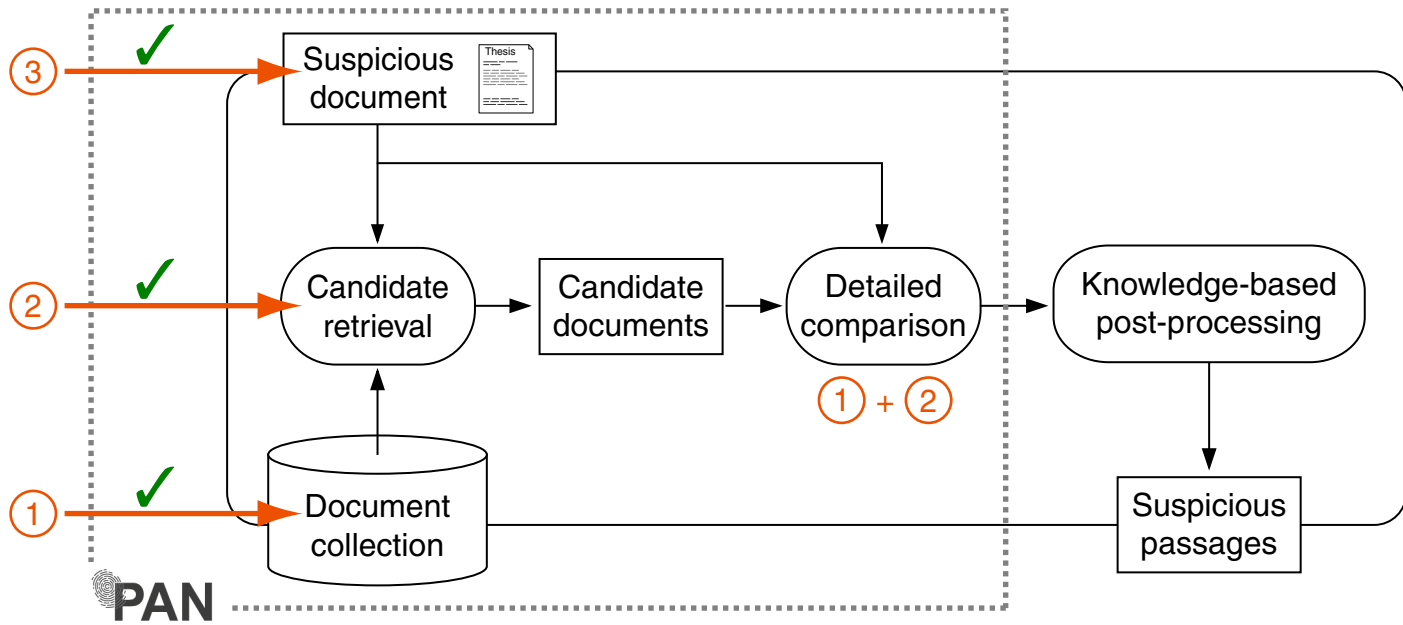 3
Suspicious
document
Thesis
2
Candidate
retrieval
Candidate
documents
Detailed
comparison
Knowledge-based
post-processing
1 + 2
1
Document
collection
Suspicious
passages
PAN